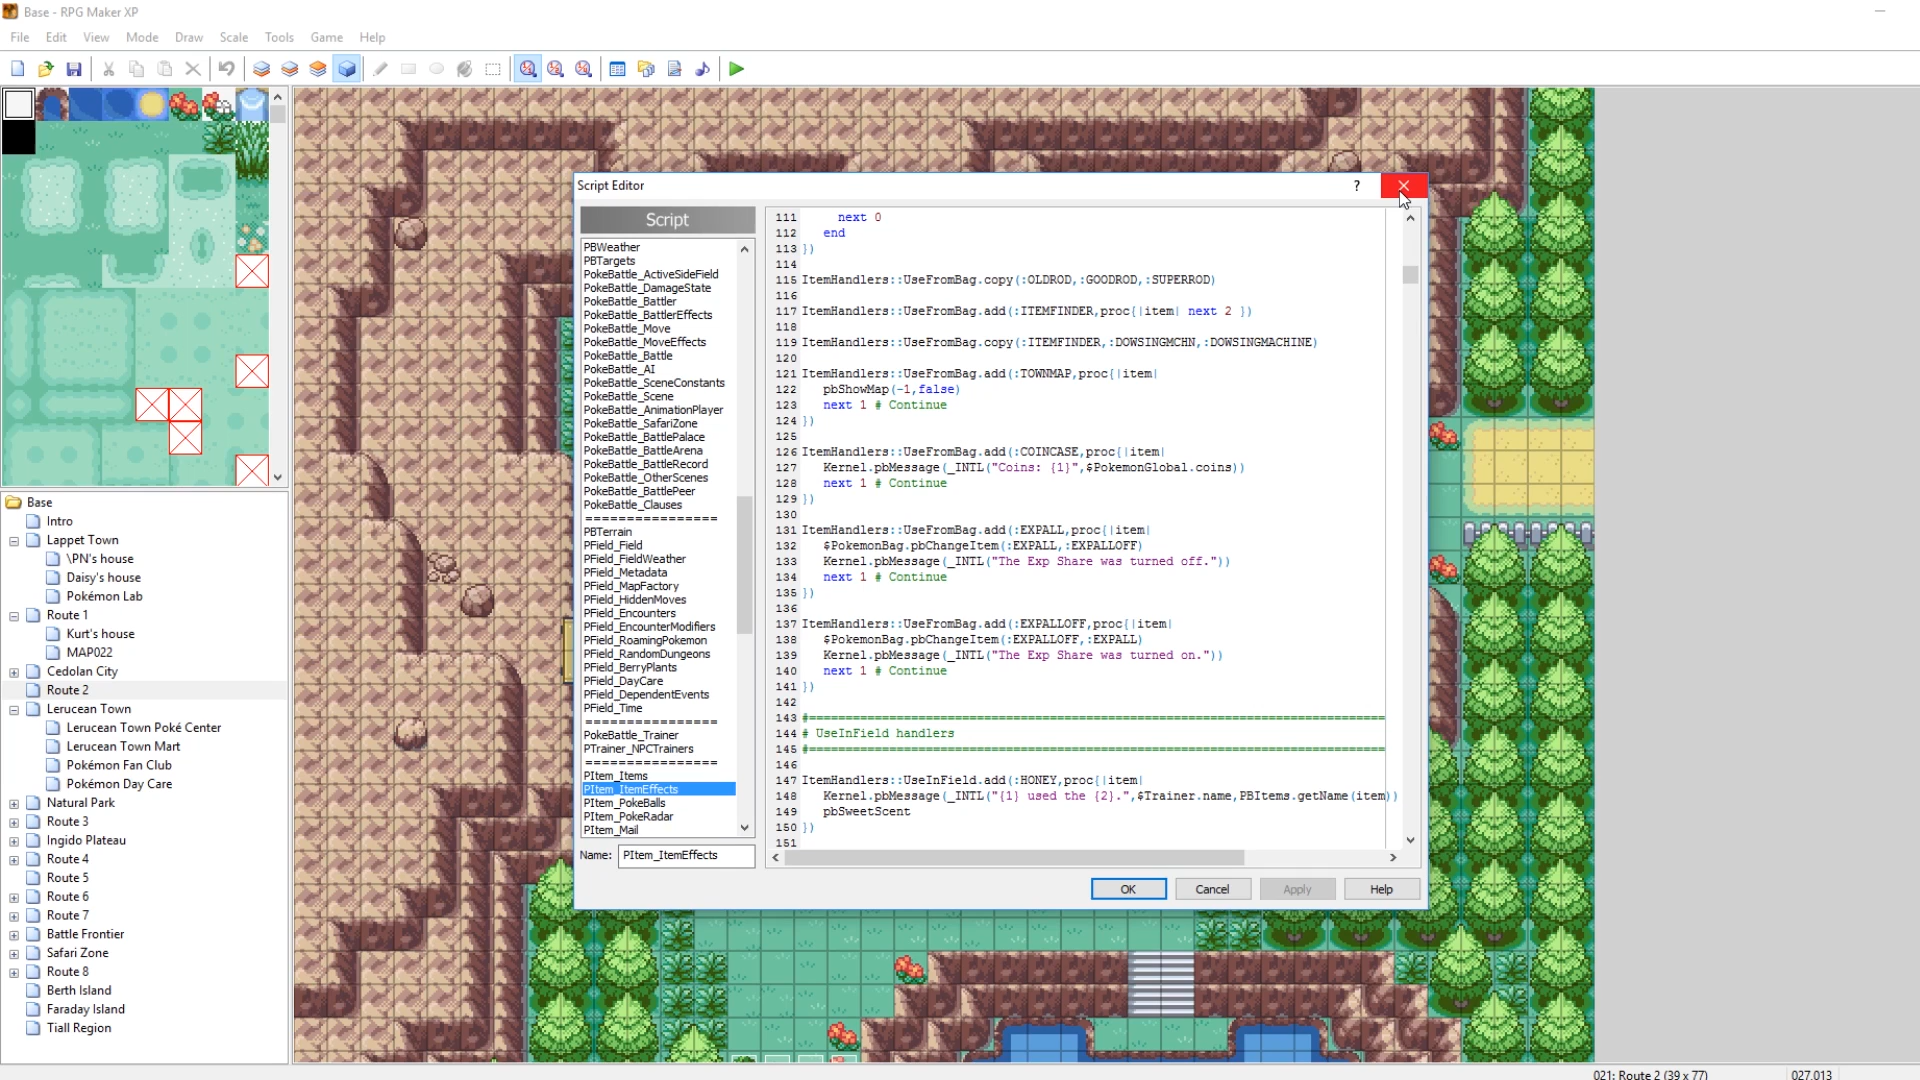 Base - RPG Maker XP
File Edit View Mode Draw Scale Tools Game Help
Base
Intro
Lappet Town
\PN's house
Daisy's house
Pokémon Lab
Route 1
Kurt's house
MAP022
Cedolan City
Route 2
Lerucean Town
Lerucean Town Poké Center
Lerucean Town Mart
Pokémon Fan Club
Pokémon Day Care
Natural Park
Route 3
Ingido Plateau
Route 4
Route 5
Route 6
Route 7
Battle Frontier
Safari Zone
Route 8
Berth Island
Faraday Island
Tiall Region
Script Editor
?
Script
PBWeather
PBTargets
PokeBattle_ActiveSideField
PokeBattle_DamageState
PokeBattle_Battler
PokeBattle_BattlerEffects
PokeBattle_Move
PokeBattle_MoveEffects
PokeBattle_Battle
PokeBattle_AI
PokeBattle_SceneConstants
PokeBattle_Scene
PokeBattle_AnimationPlayer
PokeBattle_SafariZone
PokeBattle_BattlePalace
PokeBattle_BattleArena
PokeBattle_BattleRecord
PokeBattle_OtherScenes
PokeBattle_BattlePeer
PokeBattle_Clauses
================
PBTerrain
PField_Field
PField_FieldWeather
PField_Metadata
PField_MapFactory
PField_HiddenMoves
PField_Encounters
PField_EncounterModifiers
PField_RoamingPokemon
PField_RandomDungeons
PField_BerryPlants
PField_DayCare
PField_DependentEvents
PField_Time
================
PokeBattle_Trainer
PTrainer_NPCTrainers
================
PItem_Items
PItem_ItemEffects
PItem_PokeBalls
PItem_PokeRadar
PItem_Mail
Name: PItem_ItemEffects
111 next 0
112 end
113 })
114
115 ItemHandlers::UseFromBag.copy(:OLDROD,:GOODROD,:SUPERROD)
116
117 ItemHandlers::UseFromBag.add(:ITEMFINDER,proc{|item| next 2 })
118
119 ItemHandlers::UseFromBag.copy(:ITEMFINDER,:DOWSINGMCHN,:DOWSINGMACHINE)
120
121 ItemHandlers::UseFromBag.add(:TOWNMAP,proc{|item|
122 pbShowMap(-1,false)
123 next 1 # Continue
124 })
125
126 ItemHandlers::UseFromBag.add(:COINCASE,proc{|item|
127 Kernel.pbMessage(_INTL("Coins: {1}",$PokemonGlobal.coins))
128 next 1 # Continue
129 })
130
131 ItemHandlers::UseFromBag.add(:EXPALL,proc{|item|
132 $PokemonBag.pbChangeItem(:EXPALL,:EXPALLOFF)
133 Kernel.pbMessage(_INTL("The Exp Share was turned off."))
134 next 1 # Continue
135 })
136
137 ItemHandlers::UseFromBag.add(:EXPALLOFF,proc{|item|
138 $PokemonBag.pbChangeItem(:EXPALLOFF,:EXPALL)
139 Kernel.pbMessage(_INTL("The Exp Share was turned on."))
140 next 1 # Continue
141 })
142
143 #===============================================================================
144 # UseInField handlers
145 #===============================================================================
146
147 ItemHandlers::UseInField.add(:HONEY,proc{|item|
148 Kernel.pbMessage(_INTL("{1} used the {2}.",$Trainer.name,PBItems.getName(item))
149 pbSweetScent
150 })
151
OK Cancel Apply Help
021: Route 2 (39 x 77) 027.013